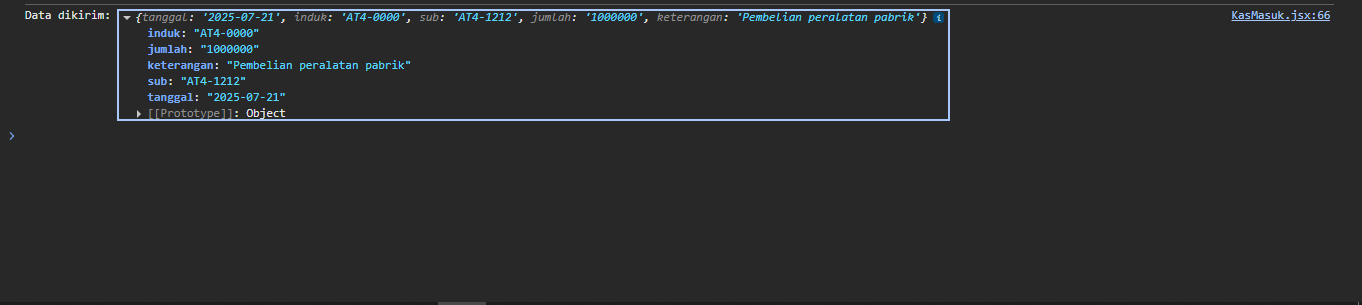 Data dikirim: ▼ {tanggal: '2025-07-21', induk: 'AT4-0000', sub: 'AT4-1212', jumlah: '1000000', keterangan: 'Pembelian peralatan pabrik'} i KasMasuk.jsx:66
induk: "AT4-0000"
jumlah: "1000000"
keterangan: "Pembelian peralatan pabrik"
sub: "AT4-1212"
tanggal: "2025-07-21"
▶ [[Prototype]]: Object
>